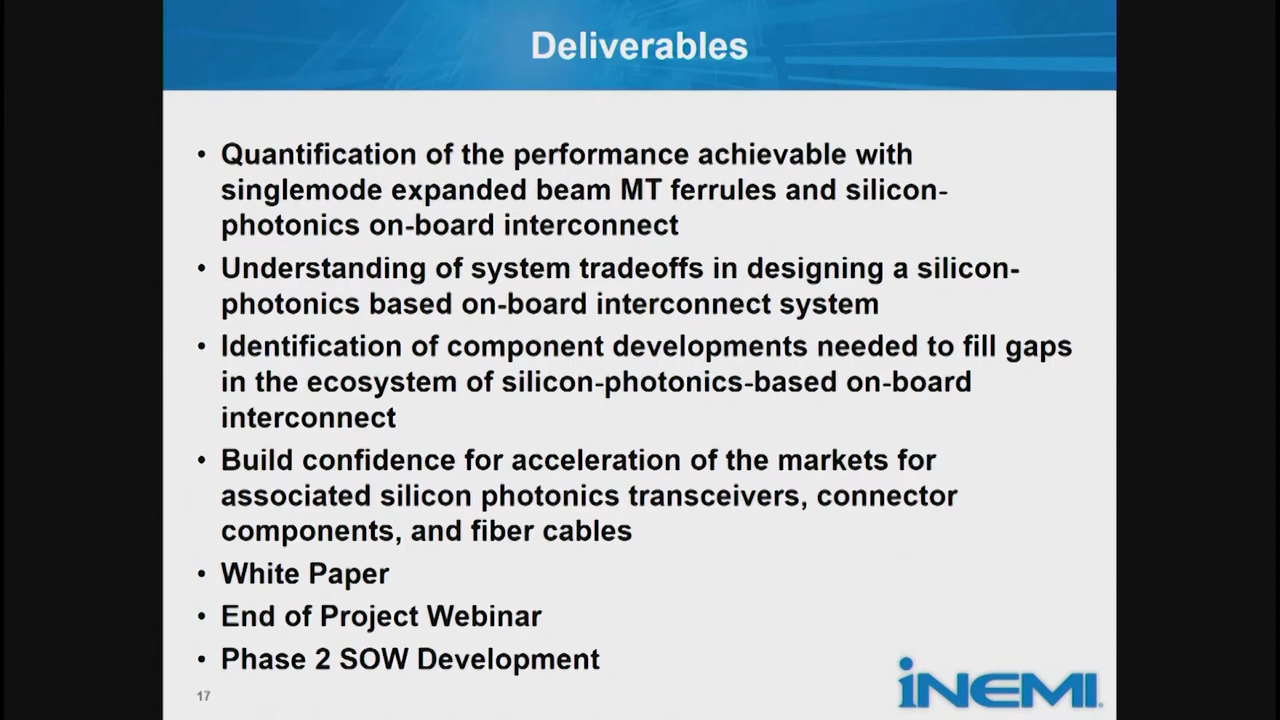 Deliverables
• Quantification of the performance achievable with
singlemode expanded beam MT ferrules and silicon-
photonics on-board interconnect
• Understanding of system tradeoffs in designing a silicon-
photonics based on-board interconnect system
• Identification of component developments needed to fill gaps
in the ecosystem of silicon-photonics-based on-board
interconnect
• Build confidence for acceleration of the markets for
associated silicon photonics transceivers, connector
components, and fiber cables
• White Paper
• End of Project Webinar
• Phase 2 SOW Development
17
iNEMI